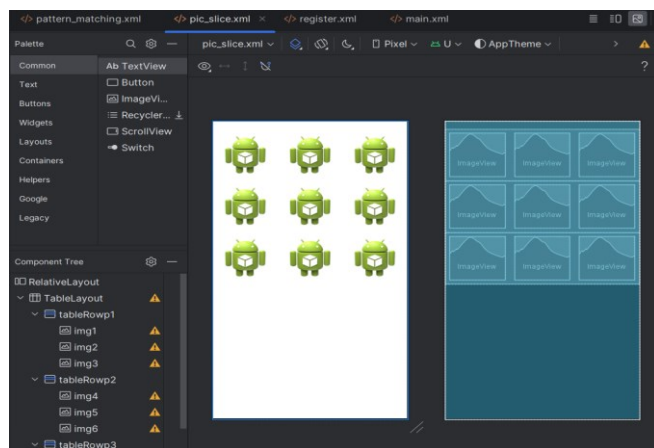 </> pattern_matching.xml </> pic_slice.xml × </> register.xml </> main.xml
Palette
pic_slice.xml Pixel U AppTheme
Common
Text
Buttons
Widgets
Layouts
Containers
Helpers
Google
Legacy
Ab TextView
Button
ImageVi...
Recycler...
ScrollView
Switch
?
ImageView ImageView ImageView
ImageView ImageView ImageView
ImageView ImageView ImageView
Component Tree
RelativeLayout
TableLayout
tableRowp1
img1
img2
img3
tableRowp2
img4
img5
img6
tableRowp3